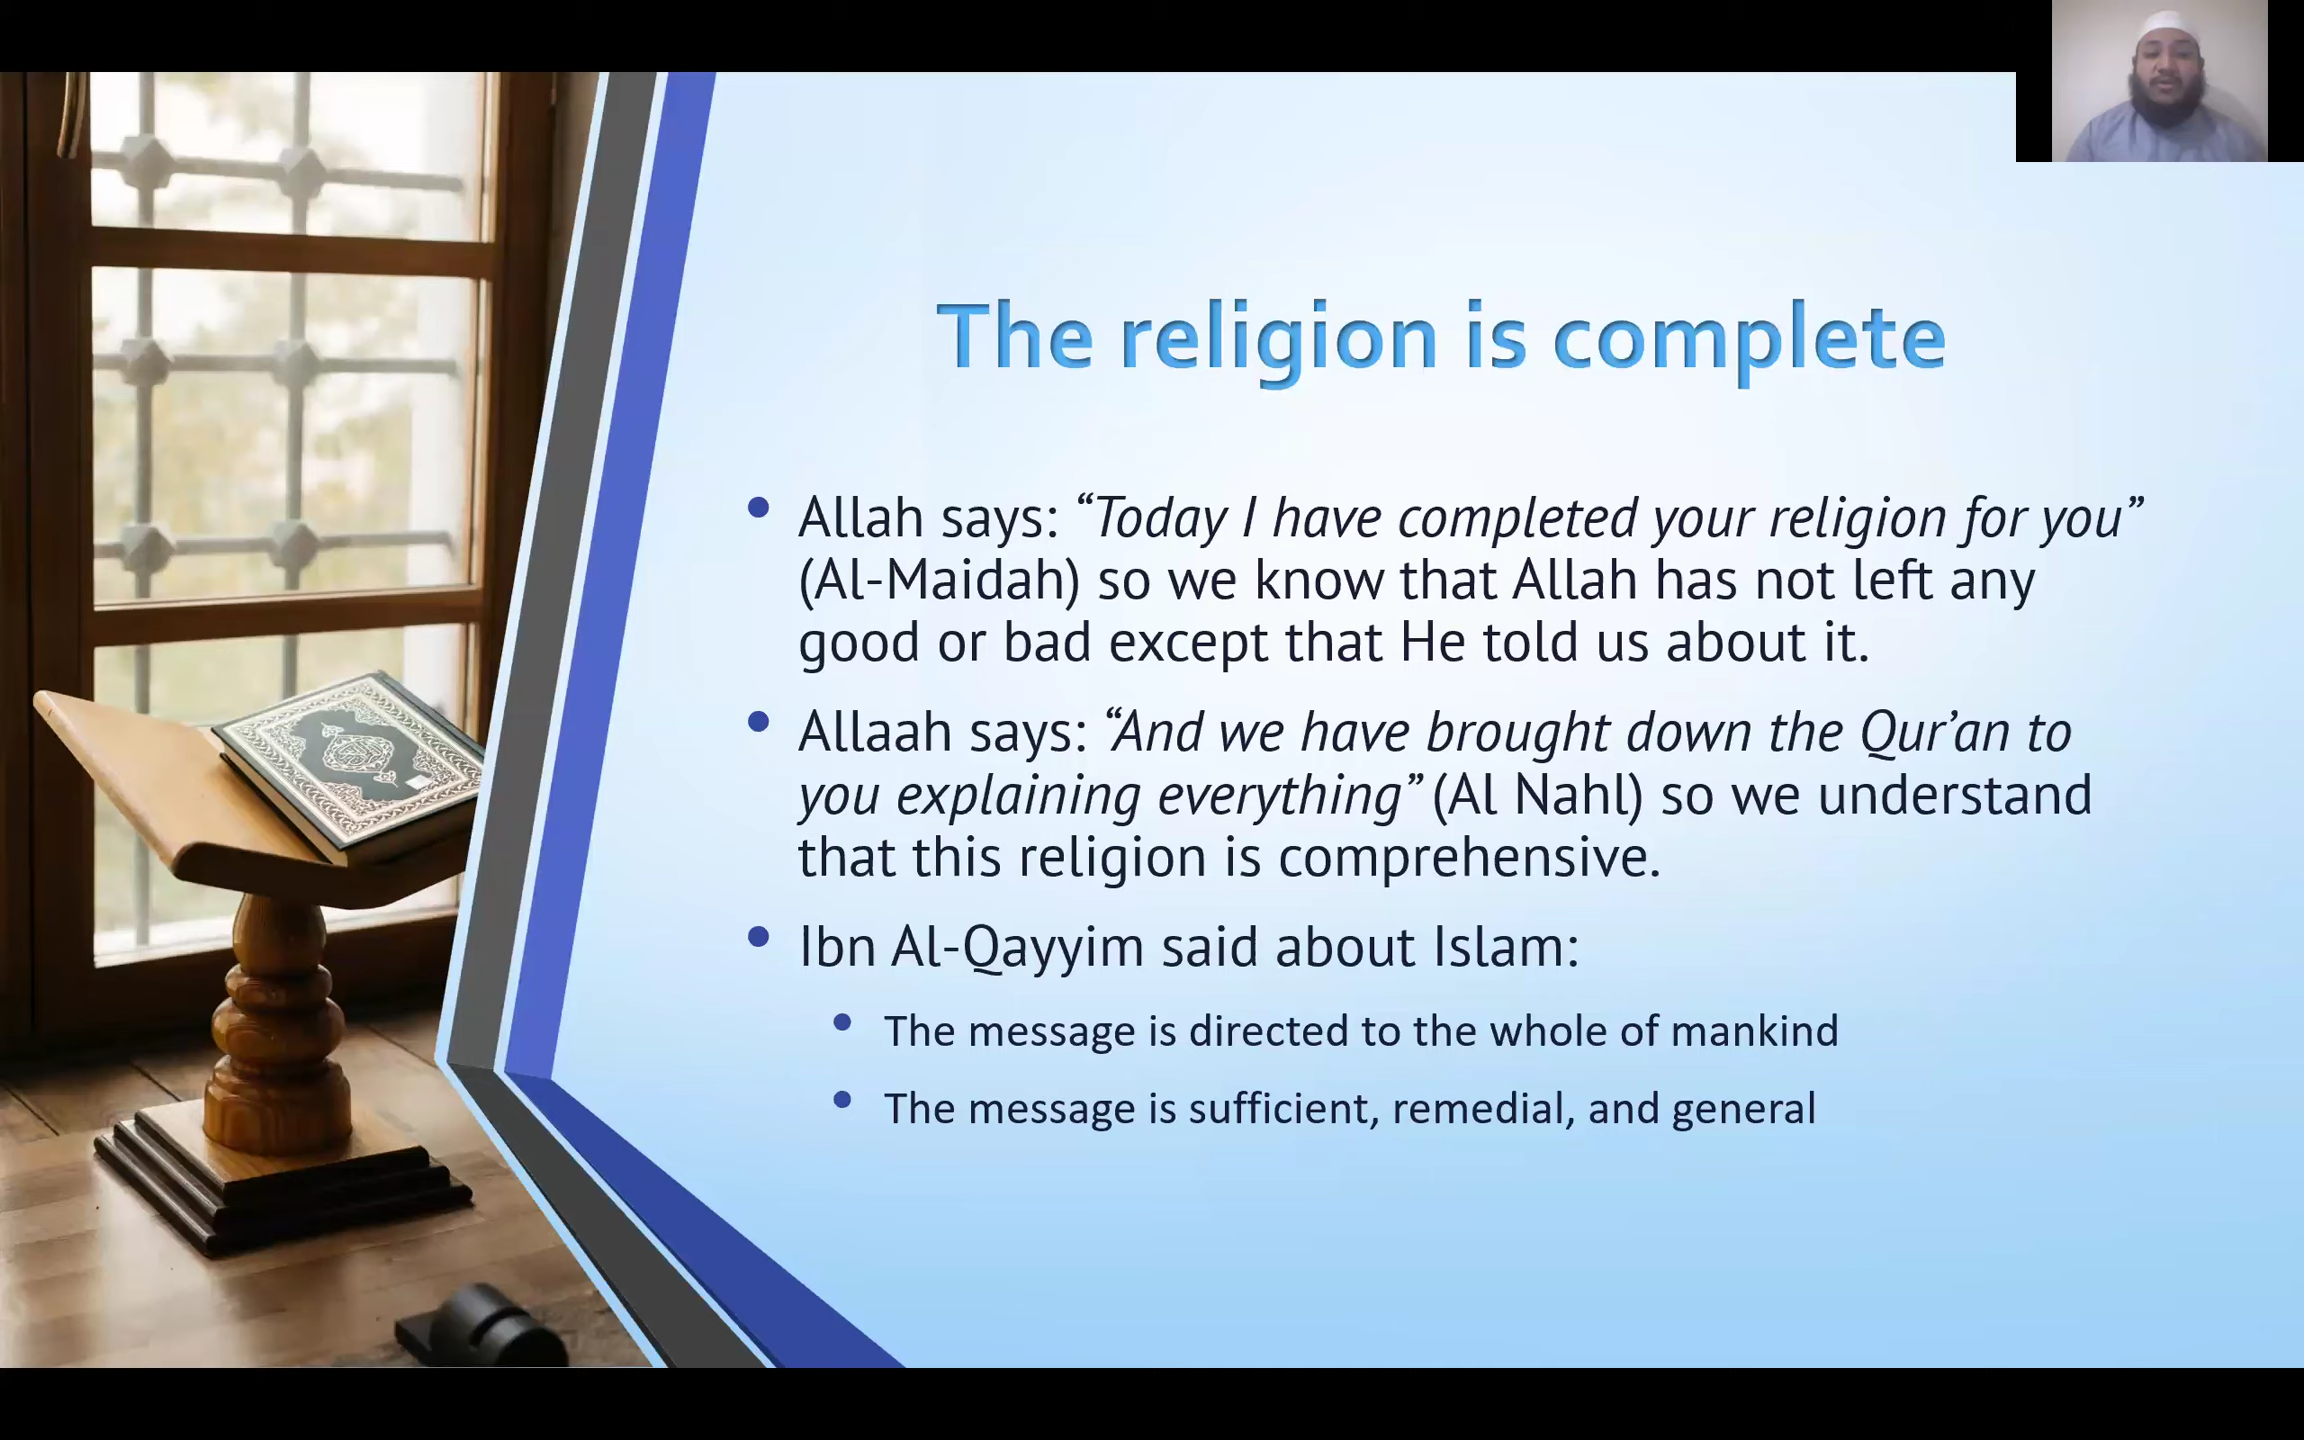 The religion is complete
• Allah says: “Today I have completed your religion for you”
(Al-Maidah) so we know that Allah has not left any
good or bad except that He told us about it.
• Allaah says: “And we have brought down the Qur’an to
you explaining everything” (Al Nahl) so we understand
that this religion is comprehensive.
• Ibn Al-Qayyim said about Islam:
• The message is directed to the whole of mankind
• The message is sufficient, remedial, and general